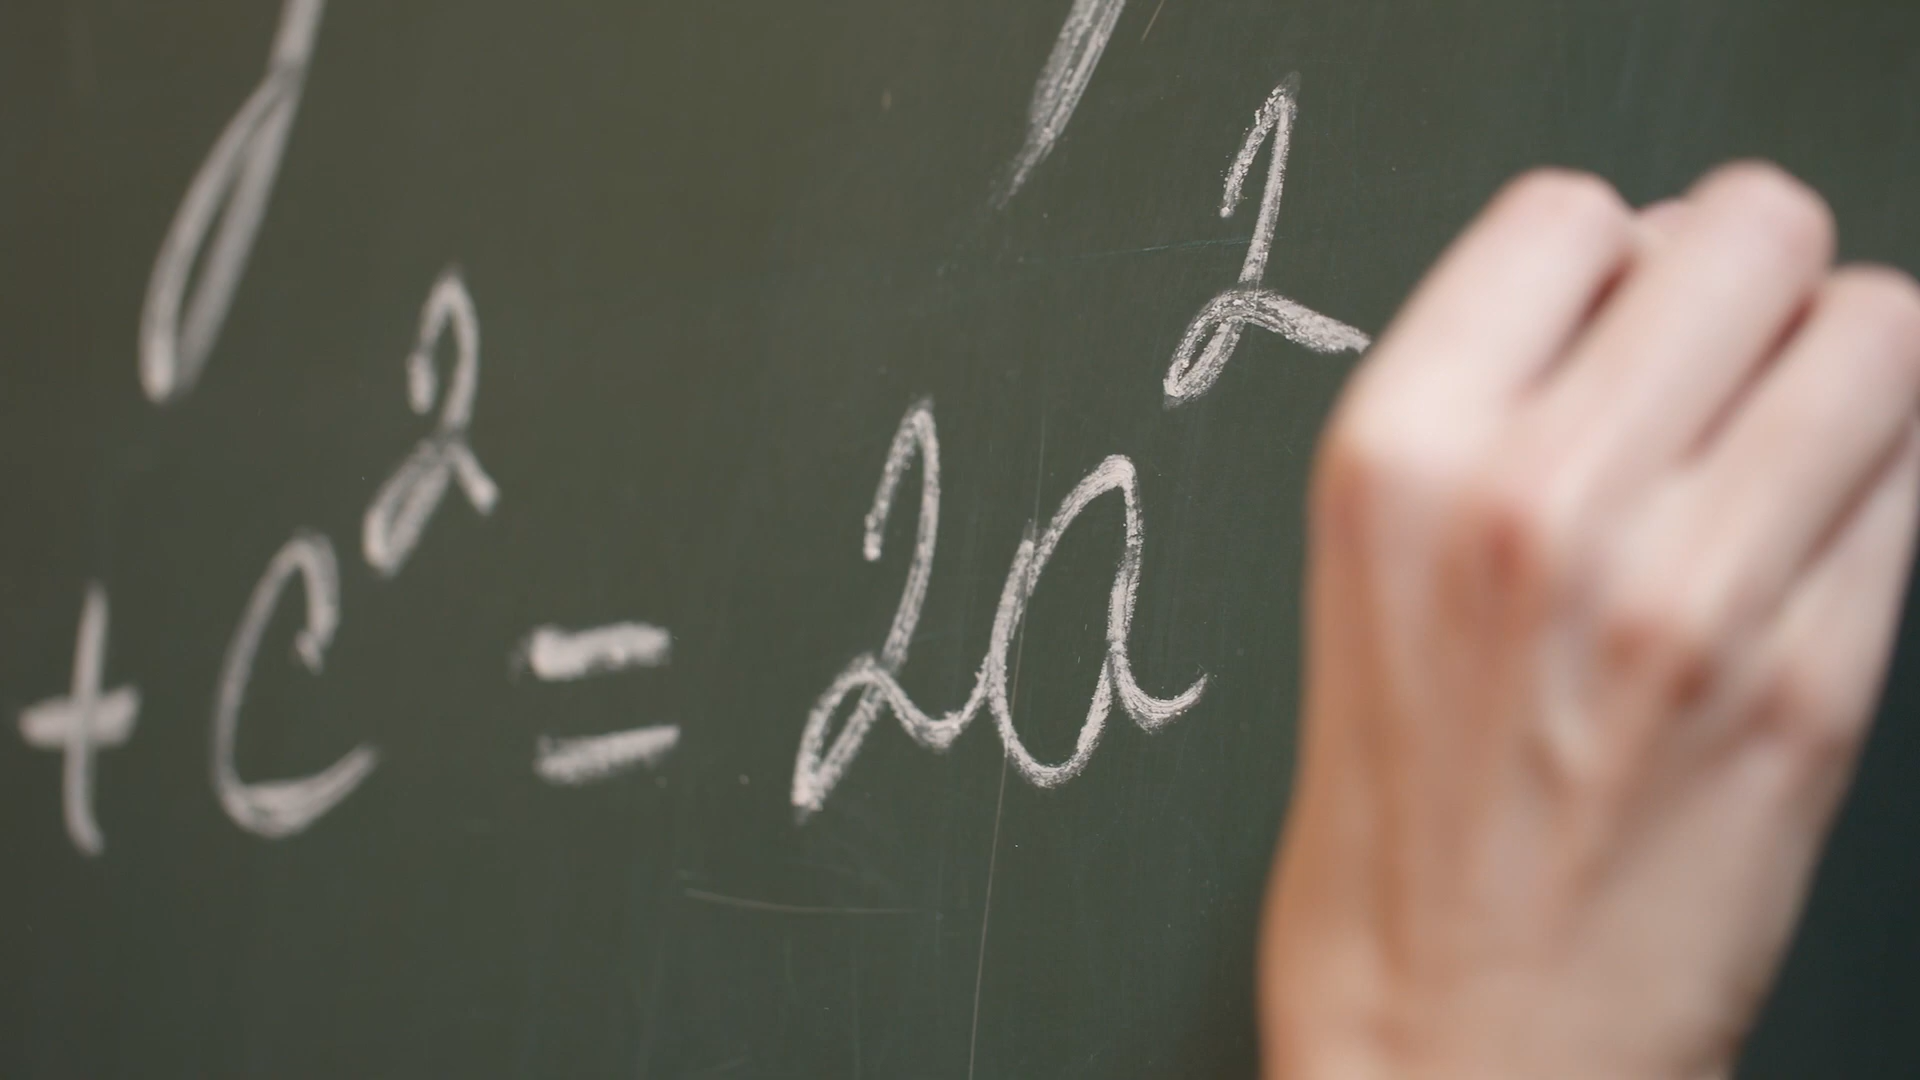 + c² = 2a²